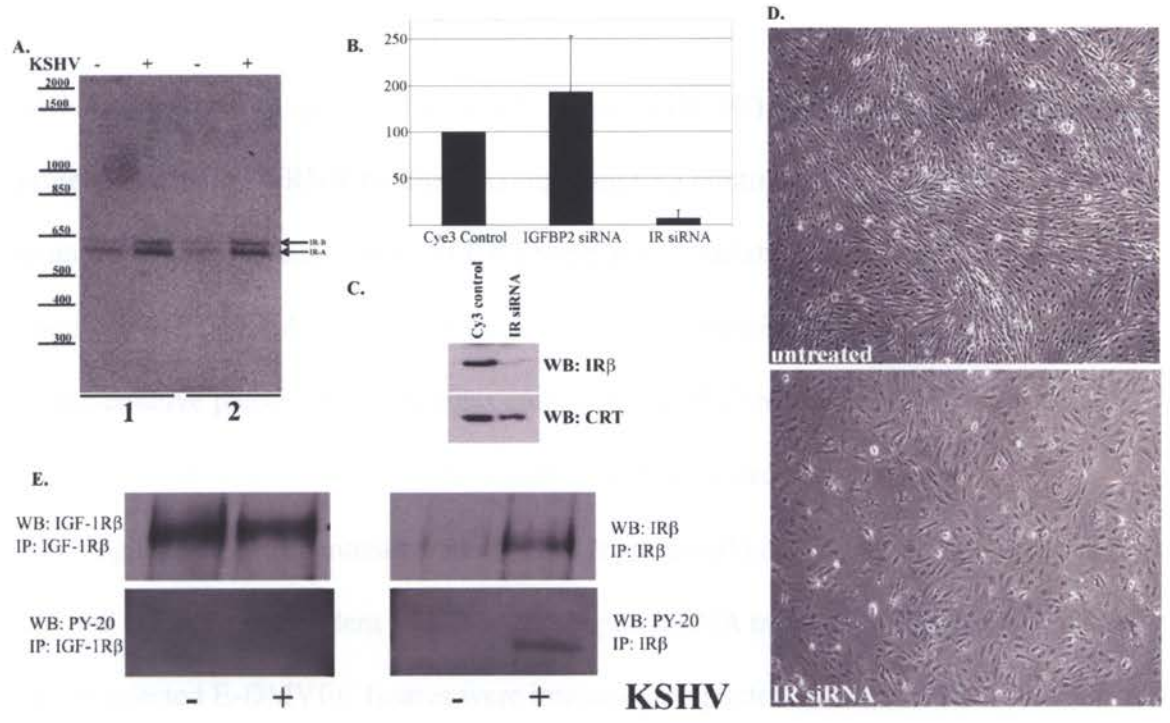 A.
KSHV - + - +
2000
1500
1000
850
650
500
400
300
IR-B
IR-A
1 2
B.
250
200
100
50
Cye3 Control IGFBP2 siRNA IR siRNA
C.
Cy3 control
IR siRNA
WB: IRβ
WB: CRT
D.
untreated
IR siRNA
E.
WB: IGF-1Rβ
IP: IGF-1Rβ
WB: IRβ
IP: IRβ
WB: PY-20
IP: IGF-1Rβ
WB: PY-20
IP: IRβ
- + - + KSHV